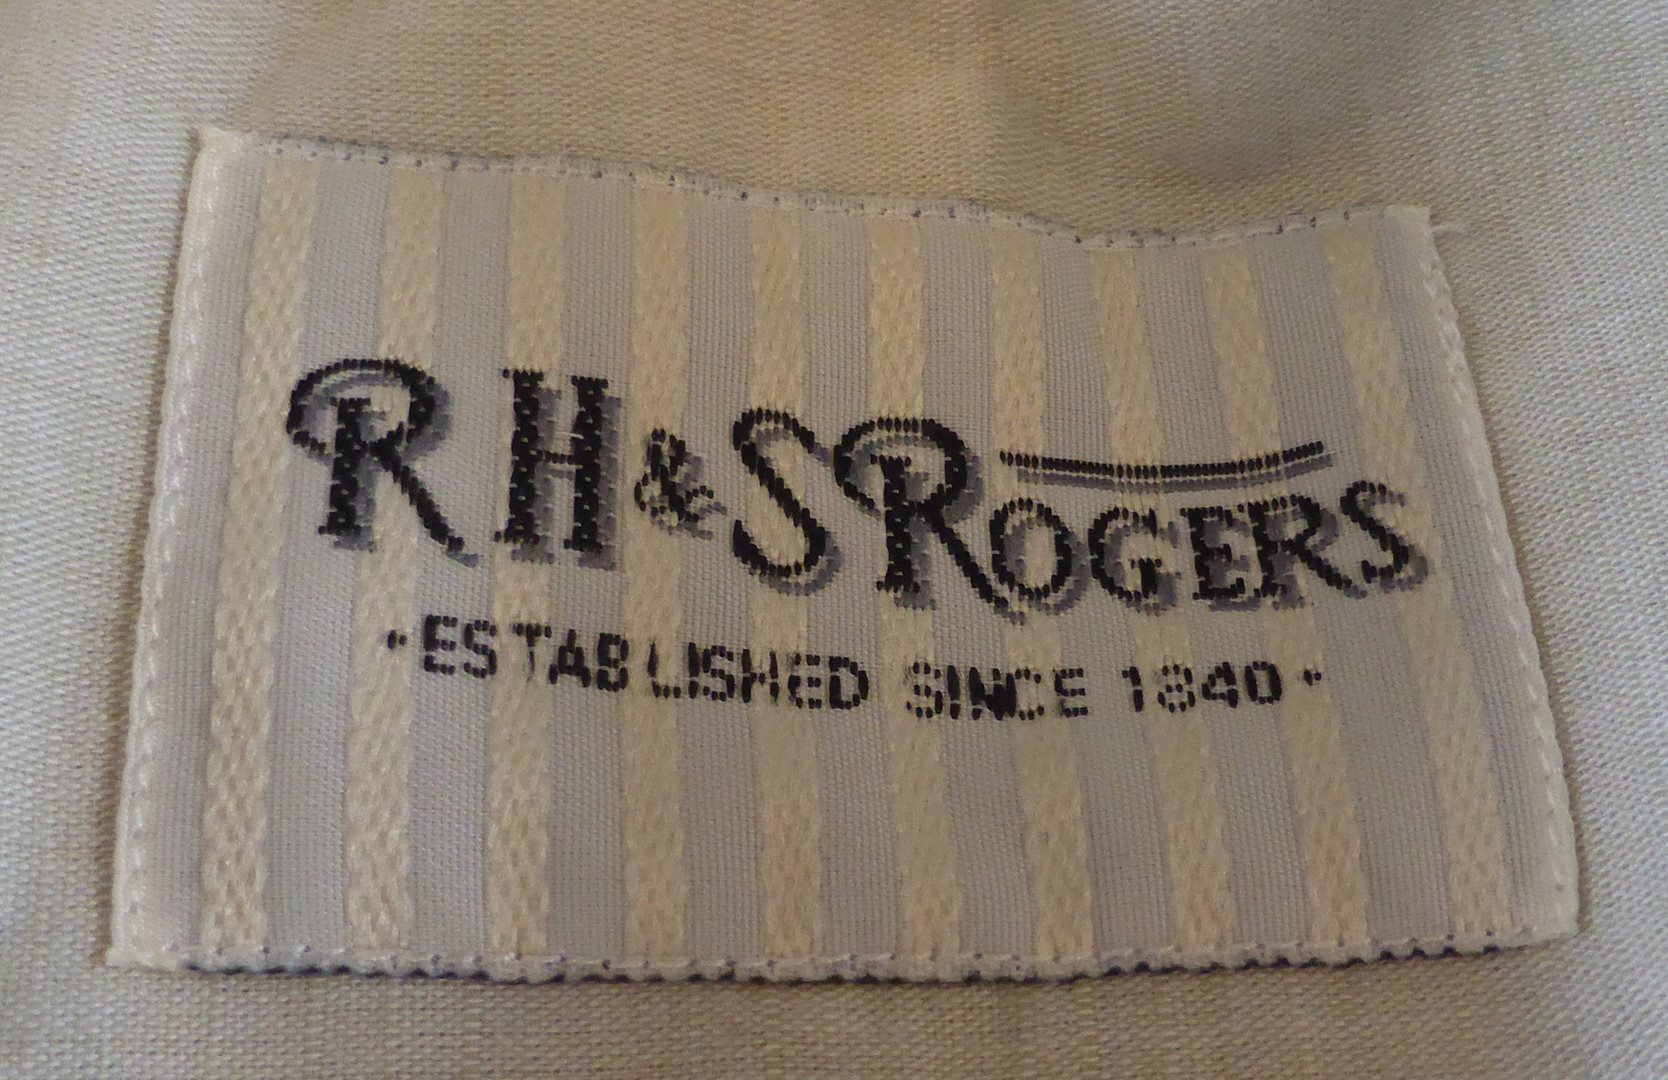 RH&S ROGERS
·ESTABLISHED SINCE 1840·